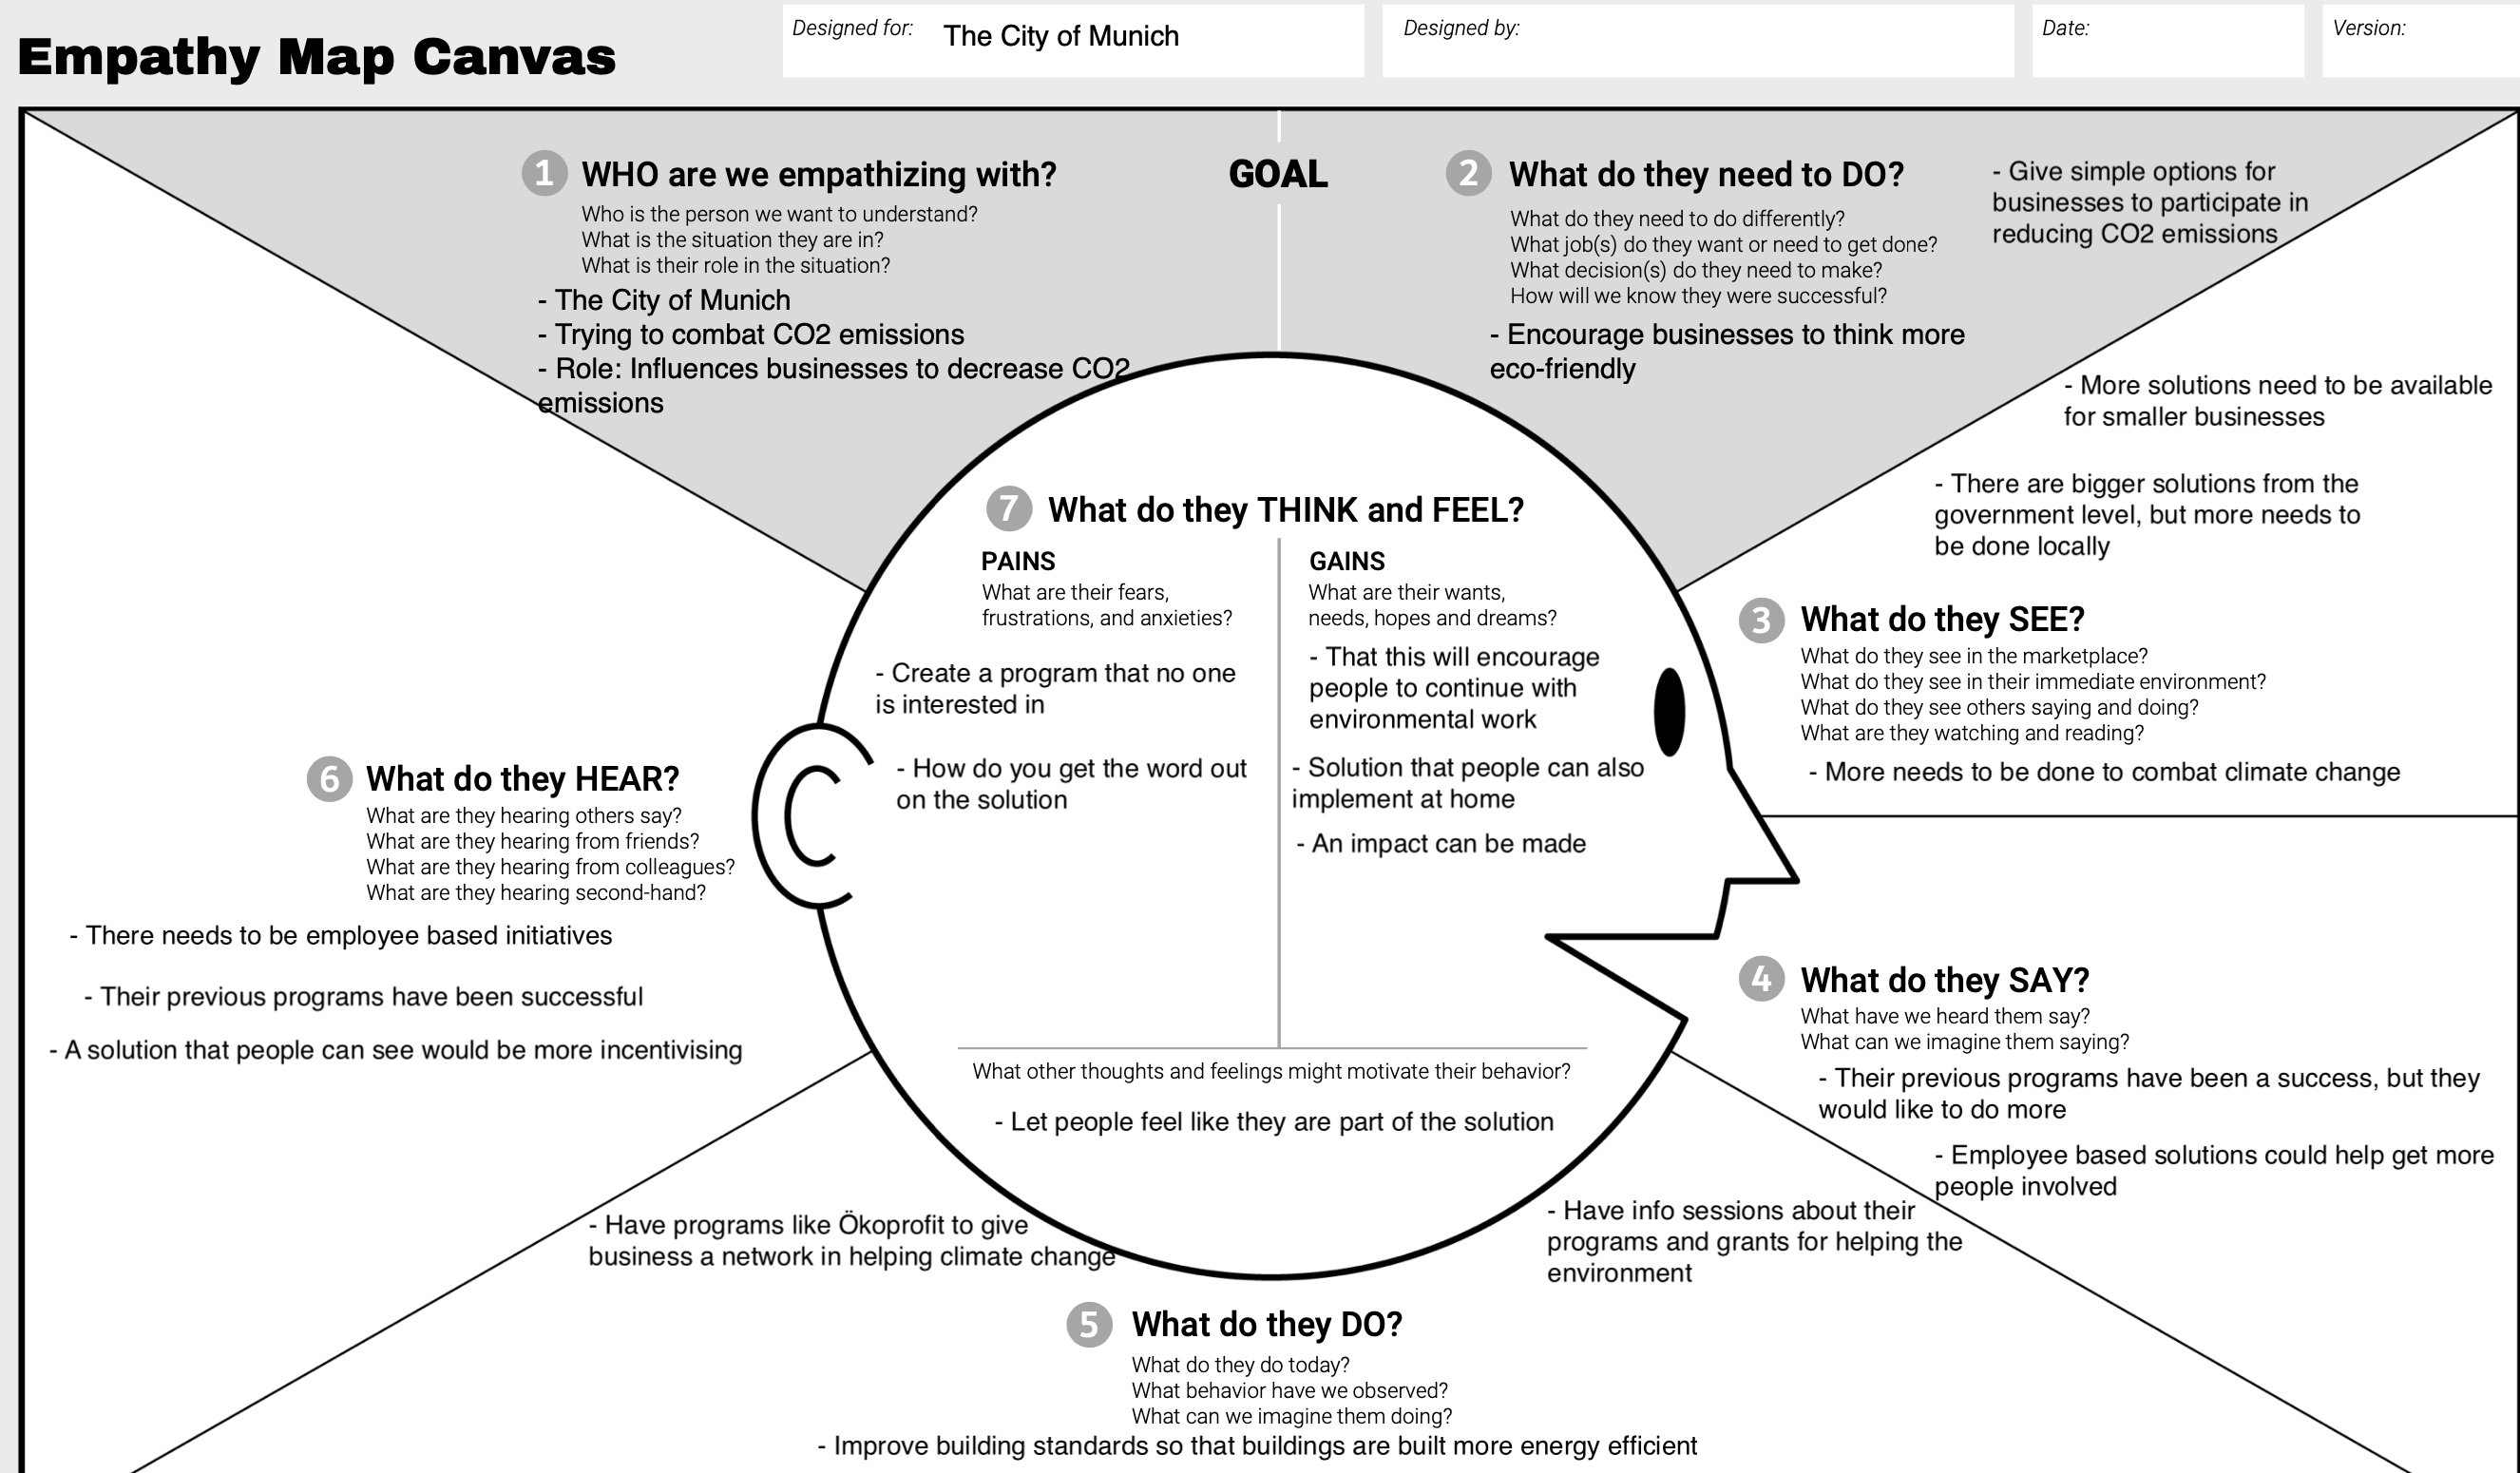 Empathy Map Canvas
Designed for:
The City of Munich
Designed by:
Date:
Version:
1
WHO are we empathizing with?
Who is the person we want to understand?
What is the situation they are in?
What is their role in the situation?
- The City of Munich
- Trying to combat CO2 emissions
- Role: Influences businesses to decrease CO2
emissions
GOAL
2
What do they need to DO?
What do they need to do differently?
What job(s) do they want or need to get done?
What decision(s) do they need to make?
How will we know they were successful?
- Encourage businesses to think more
eco-friendly
- Give simple options for
businesses to participate in
reducing CO2 emissions
- More solutions need to be available
for smaller businesses
- There are bigger solutions from the
government level, but more needs to
be done locally
3
What do they SEE?
What do they see in the marketplace?
What do they see in their immediate environment?
What do they see others saying and doing?
What are they watching and reading?
- More needs to be done to combat climate change
4
What do they SAY?
What have we heard them say?
What can we imagine them saying?
- Their previous programs have been a success, but they
would like to do more
- Employee based solutions could help get more
people involved
- Have info sessions about their
programs and grants for helping the
environment
- Have programs like Ökoprofit to give
business a network in helping climate change
5
What do they DO?
What do they do today?
What behavior have we observed?
What can we imagine them doing?
- Improve building standards so that buildings are built more energy efficient
6
What do they HEAR?
What are they hearing others say?
What are they hearing from friends?
What are they hearing from colleagues?
What are they hearing second-hand?
- There needs to be employee based initiatives
- Their previous programs have been successful
- A solution that people can see would be more incentivising
7
What do they THINK and FEEL?
PAINS
What are their fears,
frustrations, and anxieties?
- Create a program that no one
is interested in
- How do you get the word out
on the solution
GAINS
What are their wants,
needs, hopes and dreams?
- That this will encourage
people to continue with
environmental work
- Solution that people can also
implement at home
- An impact can be made
What other thoughts and feelings might motivate their behavior?
- Let people feel like they are part of the solution